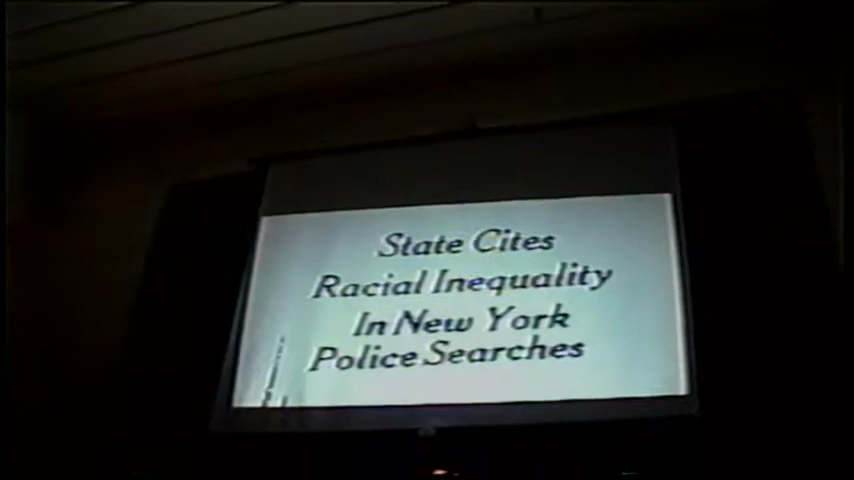 State Cites
Racial Inequality
In New York
Police Searches